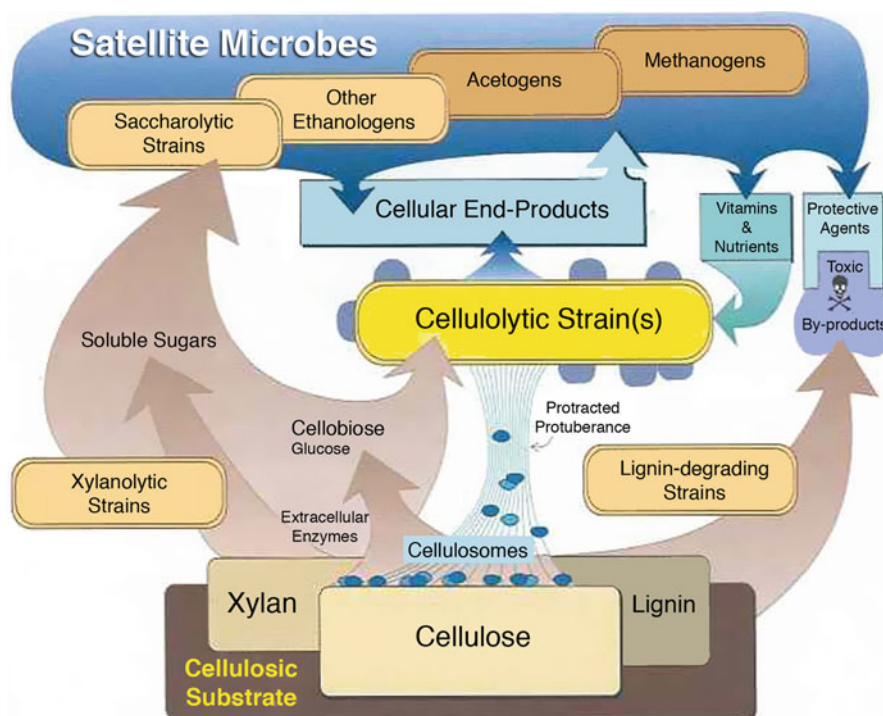 Satellite Microbes
Methanogens
Acetogens
Other
Ethanologens
Saccharolytic
Strains
Cellular End-Products
Vitamins
&
Nutrients
Protective
Agents
Toxic
By-products
Cellulolytic Strain(s)
Soluble Sugars
Protracted
Protuberance
Cellobiose
Glucose
Xylanolytic
Strains
Lignin-degrading
Strains
Extracellular
Enzymes
Cellulosomes
Xylan
Lignin
Cellulose
Cellulosic
Substrate